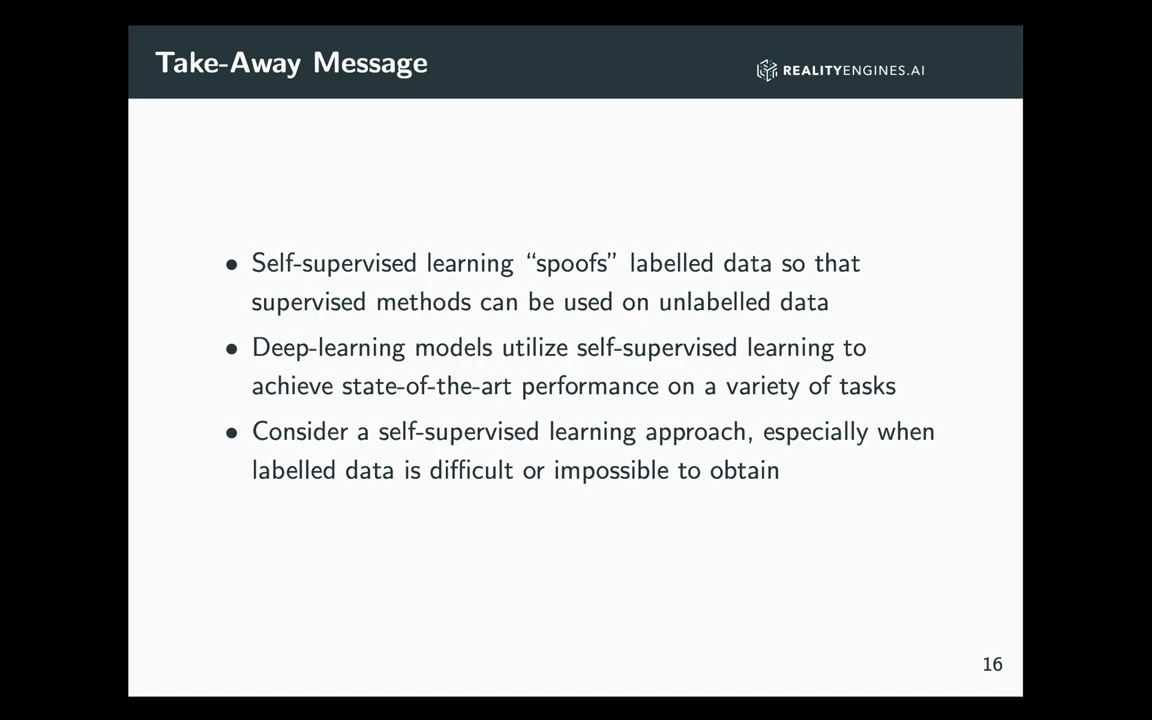 Take-Away Message
REALITYENGINES.AI
• Self-supervised learning “spoofs” labelled data so that
supervised methods can be used on unlabelled data
• Deep-learning models utilize self-supervised learning to
achieve state-of-the-art performance on a variety of tasks
• Consider a self-supervised learning approach, especially when
labelled data is difficult or impossible to obtain
16